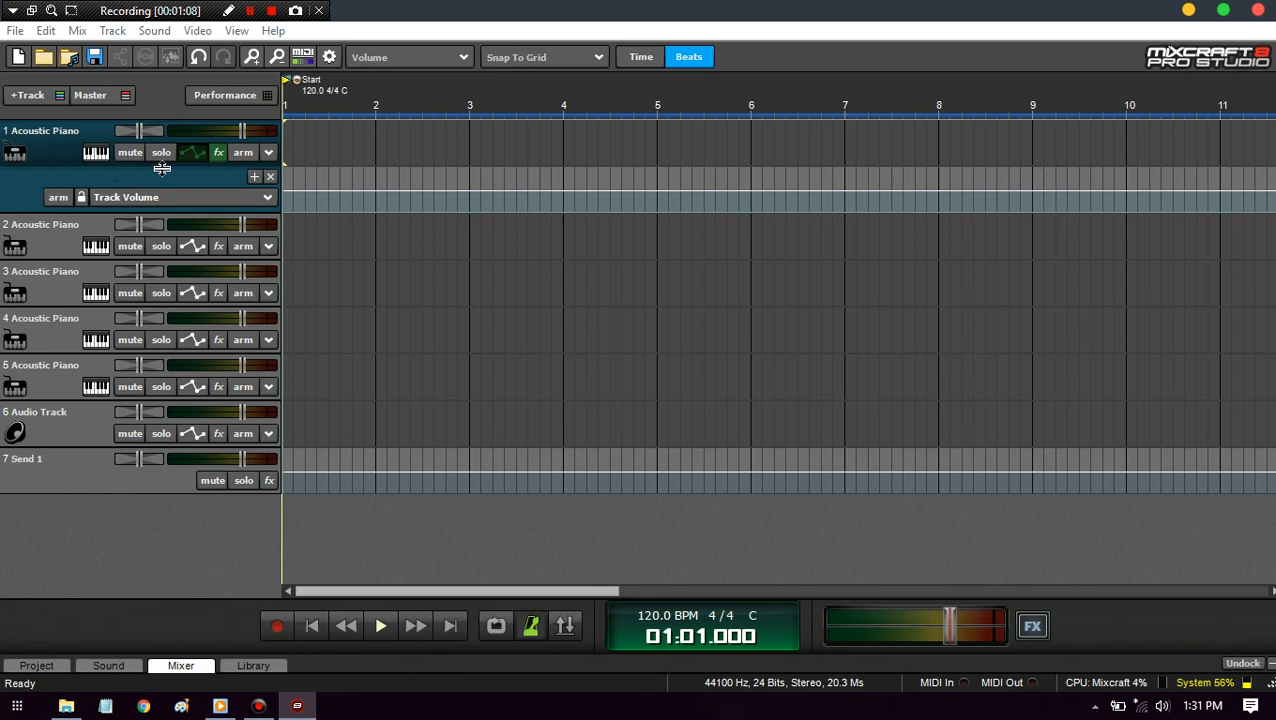 Recording [00:01:08]
File Edit Mix Track Sound Video View Help
Volume Snap To Grid Time Beats MIXCRAFT 8 PRO STUDIO
+Track Master Performance
Start
120.0 4/4 C
1 2 3 4 5 6 7 8 9 10 11
1 Acoustic Piano
mute solo fx arm
arm Track Volume
2 Acoustic Piano
mute solo fx arm
3 Acoustic Piano
mute solo fx arm
4 Acoustic Piano
mute solo fx arm
5 Acoustic Piano
mute solo fx arm
6 Audio Track
mute solo fx arm
7 Send 1
mute solo fx
120.0 BPM 4/4 C
01:01.000
FX
Project Sound Mixer Library Undock
Ready 44100 Hz, 24 Bits, Stereo, 20.3 Ms MIDI In MIDI Out CPU: Mixcraft 4% System 56%
1:31 PM